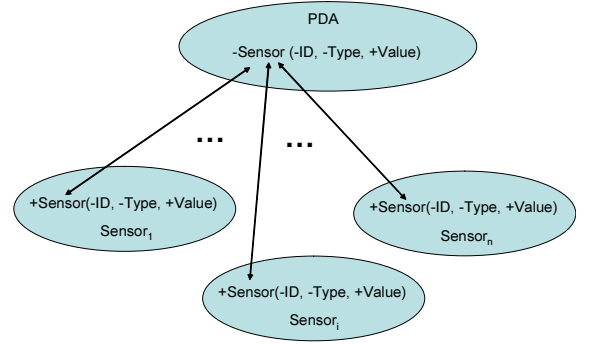 PDA
-Sensor (-ID, -Type, +Value)
...
...
+Sensor(-ID, -Type, +Value)
Sensor₁
+Sensor(-ID, -Type, +Value)
Sensorₙ
+Sensor(-ID, -Type, +Value)
Sensorᵢ